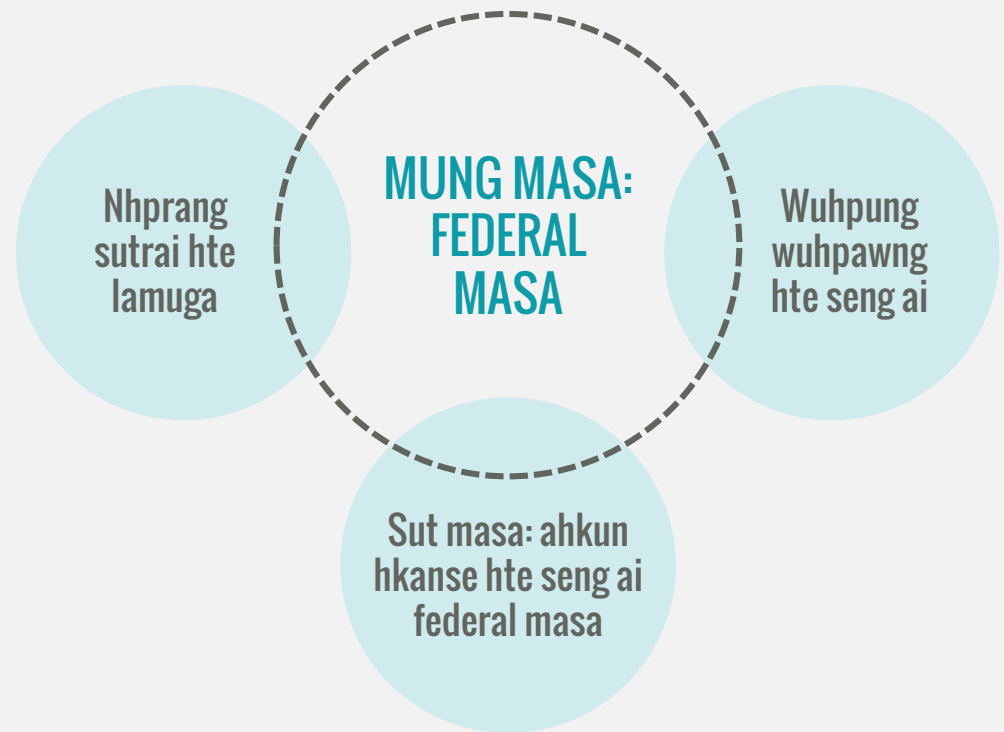 MUNG MASA:
FEDERAL
MASA
Nhprang
sutrai hte
lamuga
Wuhpung
wuhpawng
hte seng ai
Sut masa: ahkun
hkanse hte seng ai
federal masa